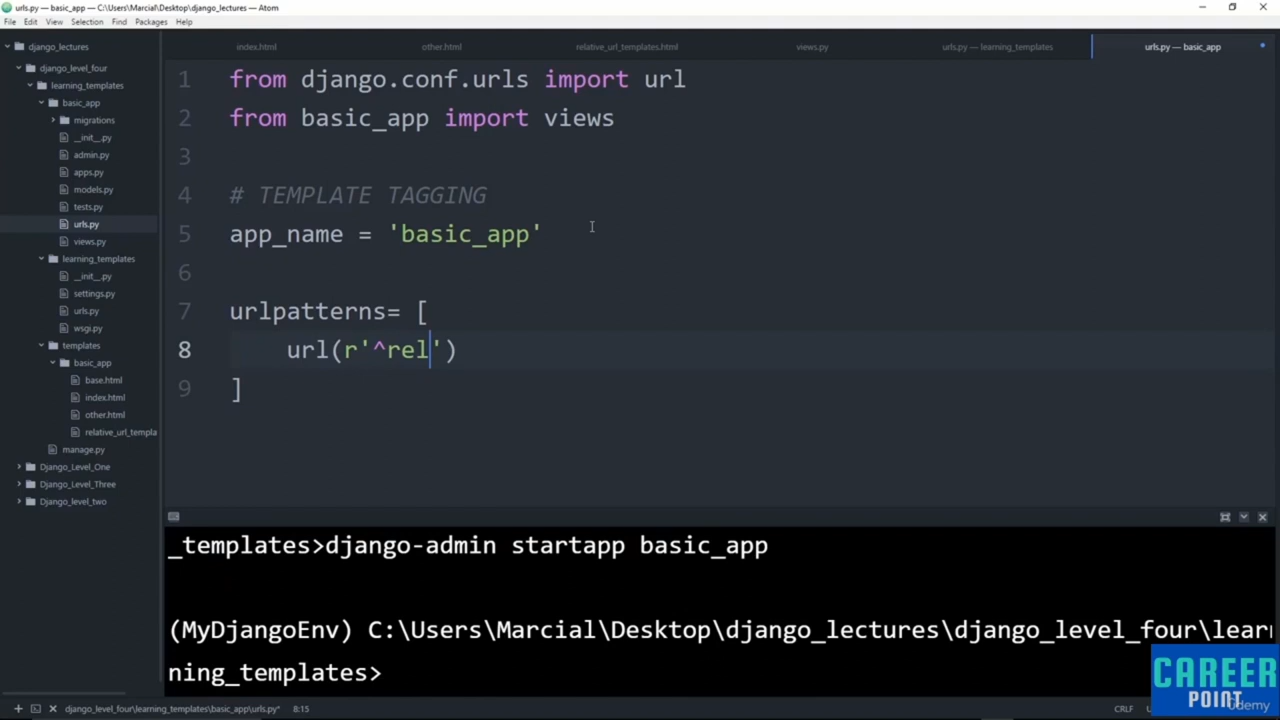 urls.py — basic_app — C:\Users\Marcial\Desktop\django_lectures — Atom
File Edit View Selection Find Packages Help
django_lectures
django_level_four
learning_templates
basic_app
migrations
__init__.py
admin.py
apps.py
models.py
tests.py
urls.py
views.py
learning_templates
__init__.py
settings.py
urls.py
wsgi.py
templates
basic_app
base.html
index.html
other.html
relative_url_templa
manage.py
Django_Level_One
Django_Level_Three
Django_level_two
index.html other.html relative_url_templates.html views.py urls.py — learning_templates urls.py — basic_app
1 from django.conf.urls import url
2 from basic_app import views
3
4 # TEMPLATE TAGGING
5 app_name = 'basic_app'
6
7 urlpatterns= [
8 url(r'^rel')
9 ]
_templates>django-admin startapp basic_app
(MyDjangoEnv) C:\Users\Marcial\Desktop\django_lectures\django_level_four\lear
ning_templates>
django_level_four\learning_templates\basic_app\urls.py* 8:15 CRLF
CAREER
POINT
Udemy